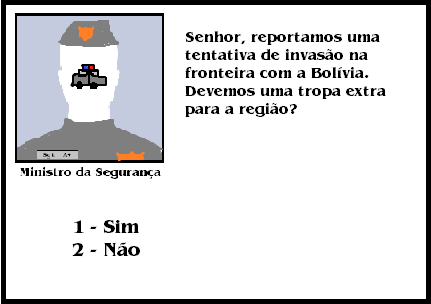 Senhor, reportamos uma
tentativa de invasão na
fronteira com a Bolívia.
Devemos uma tropa extra
para a região?
Ministro da Segurança
1 - Sim
2 - Não